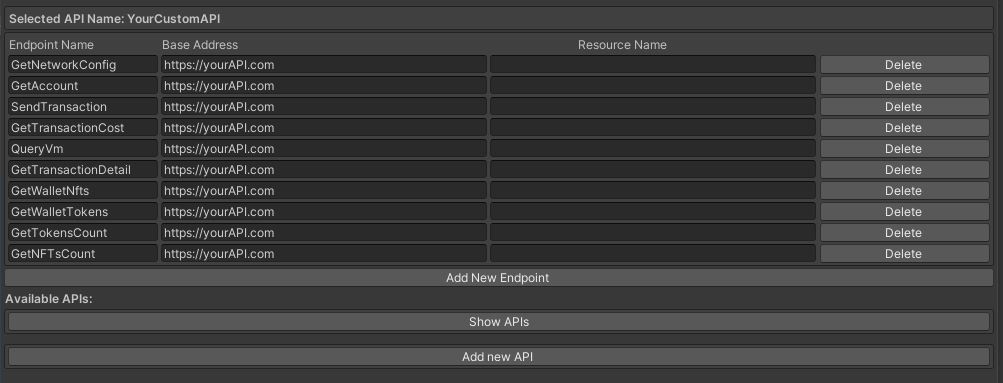 Selected API Name: YourCustomAPI
Endpoint Name Base Address Resource Name
GetNetworkConfig https://yourAPI.com Delete
GetAccount https://yourAPI.com Delete
SendTransaction https://yourAPI.com Delete
GetTransactionCost https://yourAPI.com Delete
QueryVm https://yourAPI.com Delete
GetTransactionDetail https://yourAPI.com Delete
GetWalletNfts https://yourAPI.com Delete
GetWalletTokens https://yourAPI.com Delete
GetTokensCount https://yourAPI.com Delete
GetNFTsCount https://yourAPI.com Delete
Add New Endpoint
Available APIs:
Show APIs
Add new API